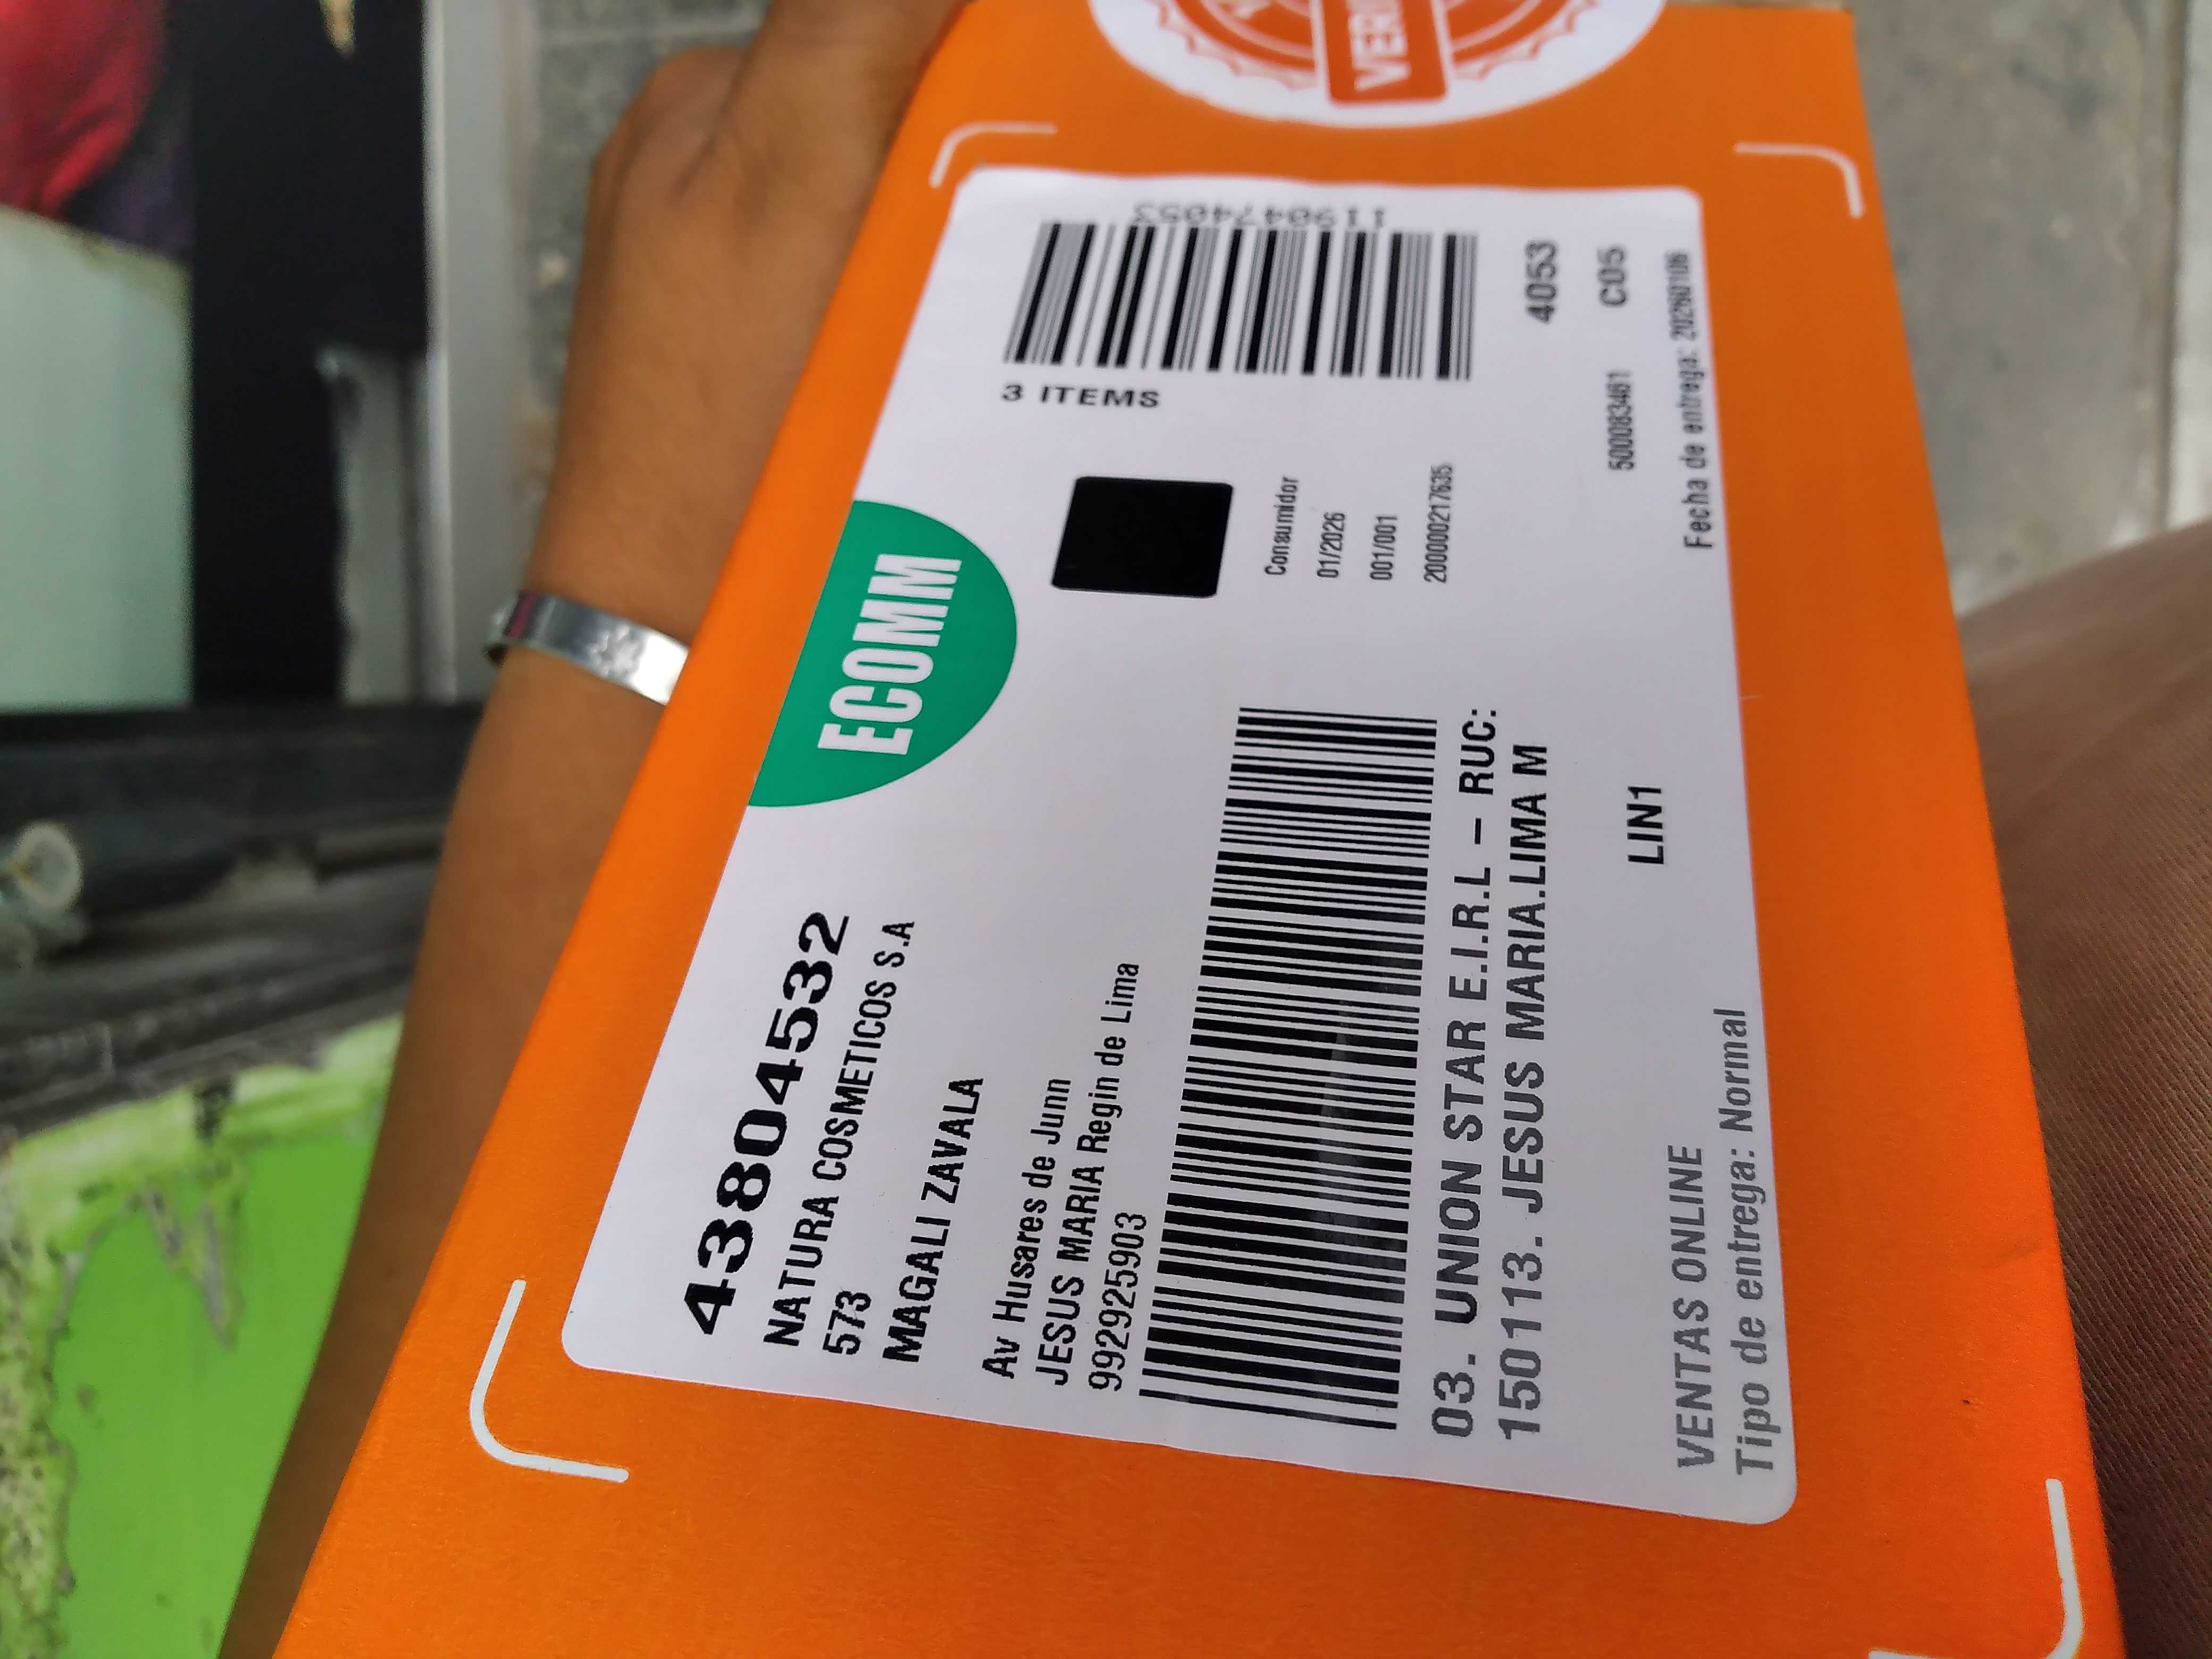 VERI
43804532
NATURA COSMETICOS S.A
573
MAGALI ZAVALA
Av Husares de Junn
JESUS MARIA Regin de Lima
992925903
ECOMM
3 ITEMS
1190474053
Consumidor
01/2026
001/001
200000217635
4053
03. UNION STAR E.I.R.L - RUC:
150113. JESUS MARIA.LIMA M
LIN1
500083461
C05
VENTAS ONLINE
Tipo de entrega: Normal
Fecha de entrega: 20260106